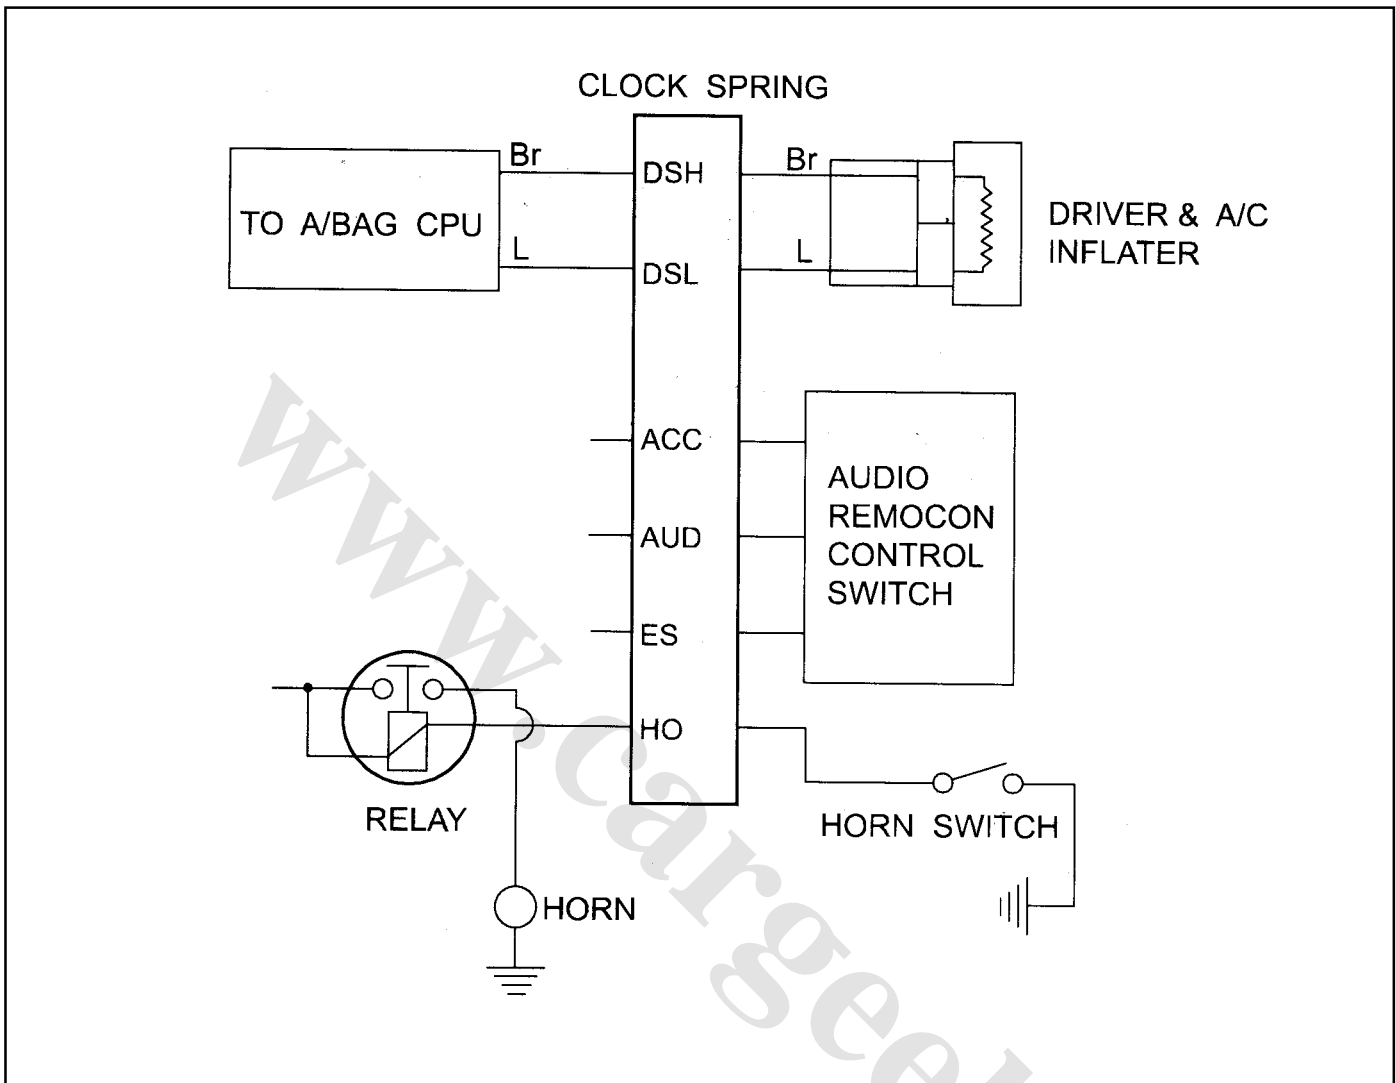 CLOCK SPRING
Br
DSH
Br
TO A/BAG CPU
L
DSL
L
DRIVER & A/C
INFLATER
ACC
AUD
ES
HO
AUDIO
REMOCON
CONTROL
SWITCH
RELAY
HORN SWITCH
HORN
www.cargeek